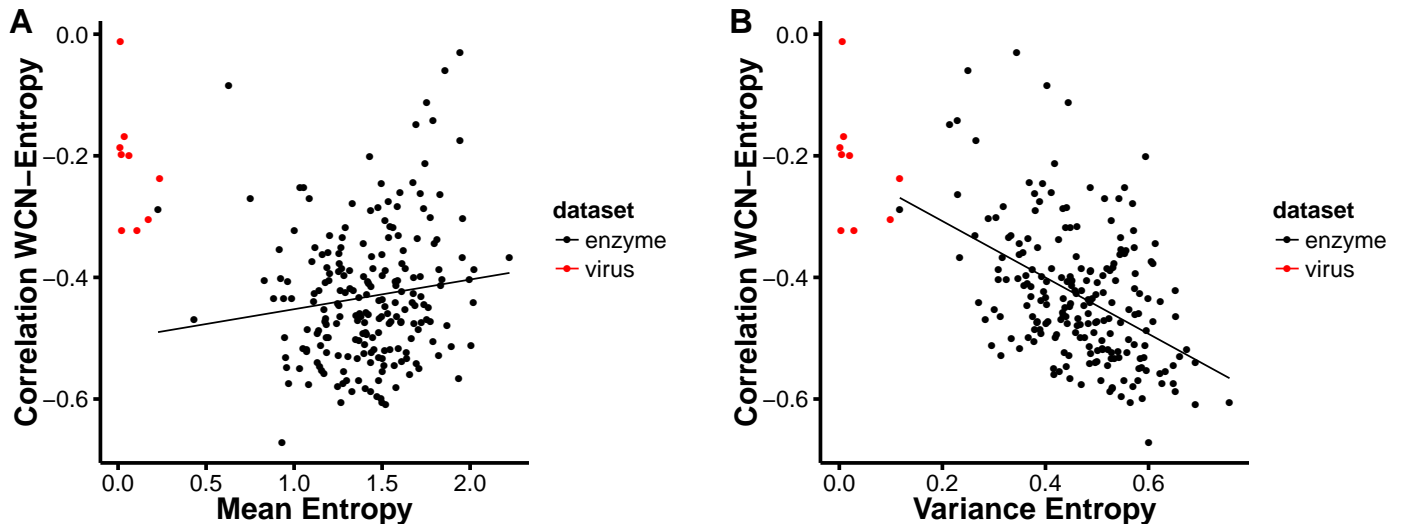 A
Correlation WCN−Entropy
0.0
−0.2
−0.4
−0.6
0.0 0.5 1.0 1.5 2.0
Mean Entropy
dataset
enzyme
virus
B
Correlation WCN−Entropy
0.0
−0.2
−0.4
−0.6
0.0 0.2 0.4 0.6
Variance Entropy
dataset
enzyme
virus